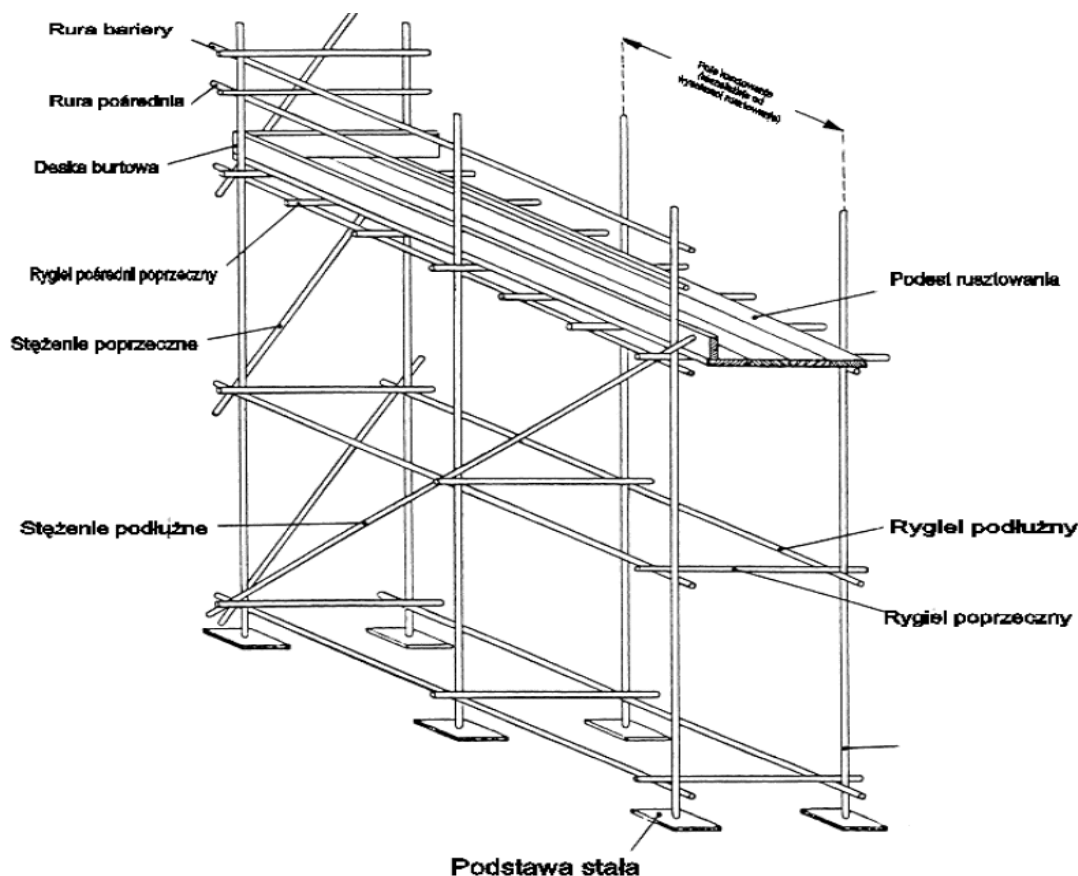 Rura bariery
Rura pośrednia
Deska burtowa
Rygiel pośredni poprzeczny
Stężenie poprzeczne
Stężenie podłużne
Podest rusztowania
Rygiel podłużny
Rygiel poprzeczny
Podstawa stała